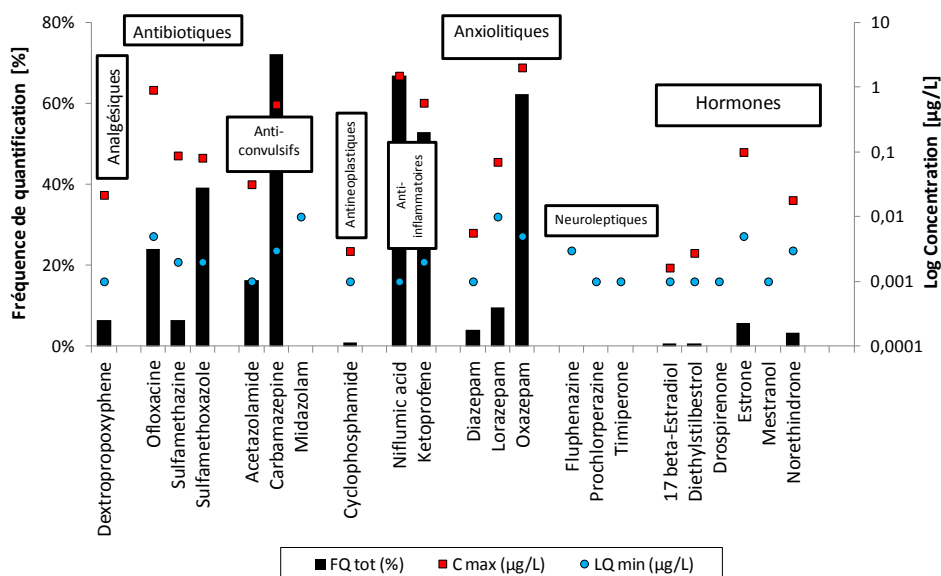 80%
70%
60%
40%
20%
0%
Fréquence de quantification [%]
10
1
0,1
0,01
0,001
0,0001
Log Concentration [µg/L]
Analgésiques
Antibiotiques
Anti-
convulsifs
Antineoplastiques
Anti-
inflammatoires
Anxiolitiques
Neuroleptiques
Hormones
Dextropropoxyphene
Ofloxacine
Sulfamethazine
Sulfamethoxazole
Acetazolamide
Carbamazepine
Midazolam
Cyclophosphamide
Niflumic acid
Ketoprofene
Diazepam
Lorazepam
Oxazepam
Fluphenazine
Prochlorperazine
Timiperone
17 beta-Estradiol
Diethylstilbestrol
Drospirenone
Estrone
Mestranol
Norethindrone
FQ tot (%)
C max (µg/L)
LQ min (µg/L)